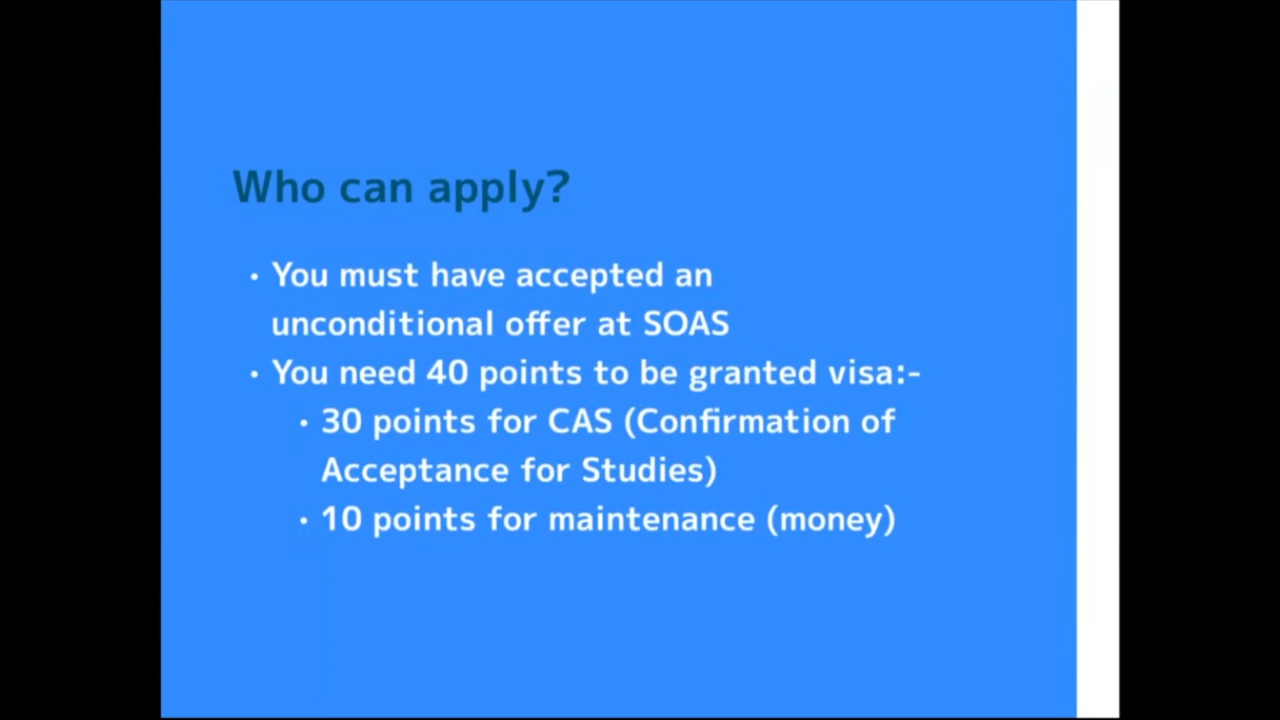 Who can apply?
• You must have accepted an
unconditional offer at SOAS
• You need 40 points to be granted visa:-
• 30 points for CAS (Confirmation of
Acceptance for Studies)
• 10 points for maintenance (money)